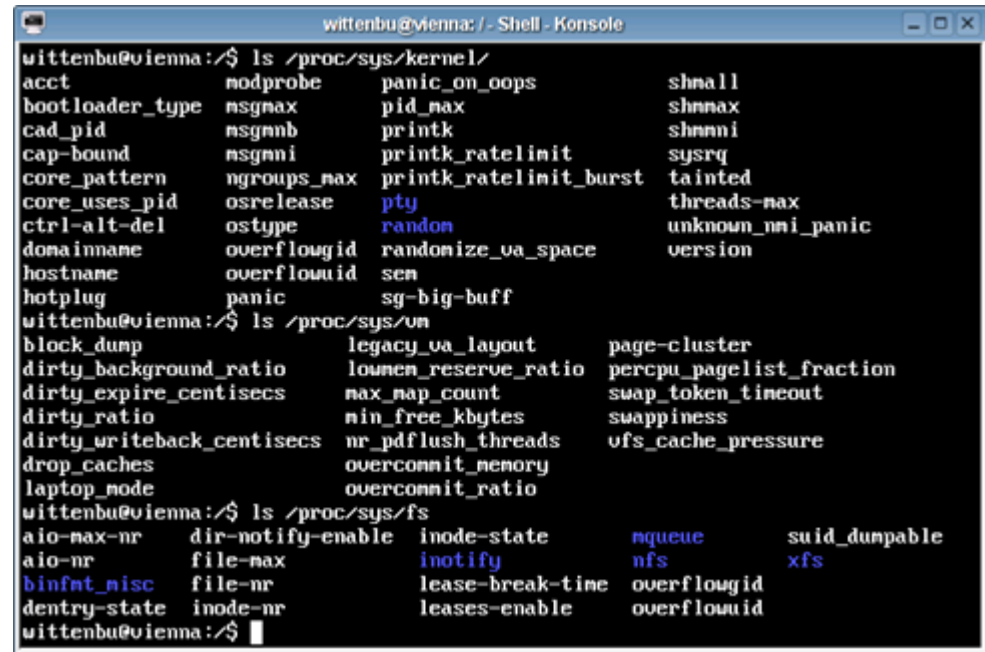 wittenbu@vienna: / - Shell - Konsole
wittenbu@vienna:/$ ls /proc/sys/kernel/
acct modprobe panic_on_oops shmall
bootloader_type msgmax pid_max shmmax
cad_pid msgmnb printk shmmni
cap-bound msgmni printk_ratelimit sysrq
core_pattern ngroups_max printk_ratelimit_burst tainted
core_uses_pid osrelease pty threads-max
ctrl-alt-del ostype random unknown_nmi_panic
domainname overflowgid randomize_va_space version
hostname overflowuid sem
hotplug panic sg-big-buff
wittenbu@vienna:/$ ls /proc/sys/vm
block_dump legacy_va_layout page-cluster
dirty_background_ratio lowmem_reserve_ratio percpu_pagelist_fraction
dirty_expire_centisecs max_map_count swap_token_timeout
dirty_ratio min_free_kbytes swappiness
dirty_writeback_centisecs nr_pdflush_threads vfs_cache_pressure
drop_caches overcommit_memory
laptop_mode overcommit_ratio
wittenbu@vienna:/$ ls /proc/sys/fs
aio-max-nr dir-notify-enable inode-state mqueue suid_dumpable
aio-nr file-max inotify nfs xfs
binfmt_misc file-nr lease-break-time overflowgid
dentry-state inode-nr leases-enable overflowuid
wittenbu@vienna:/$